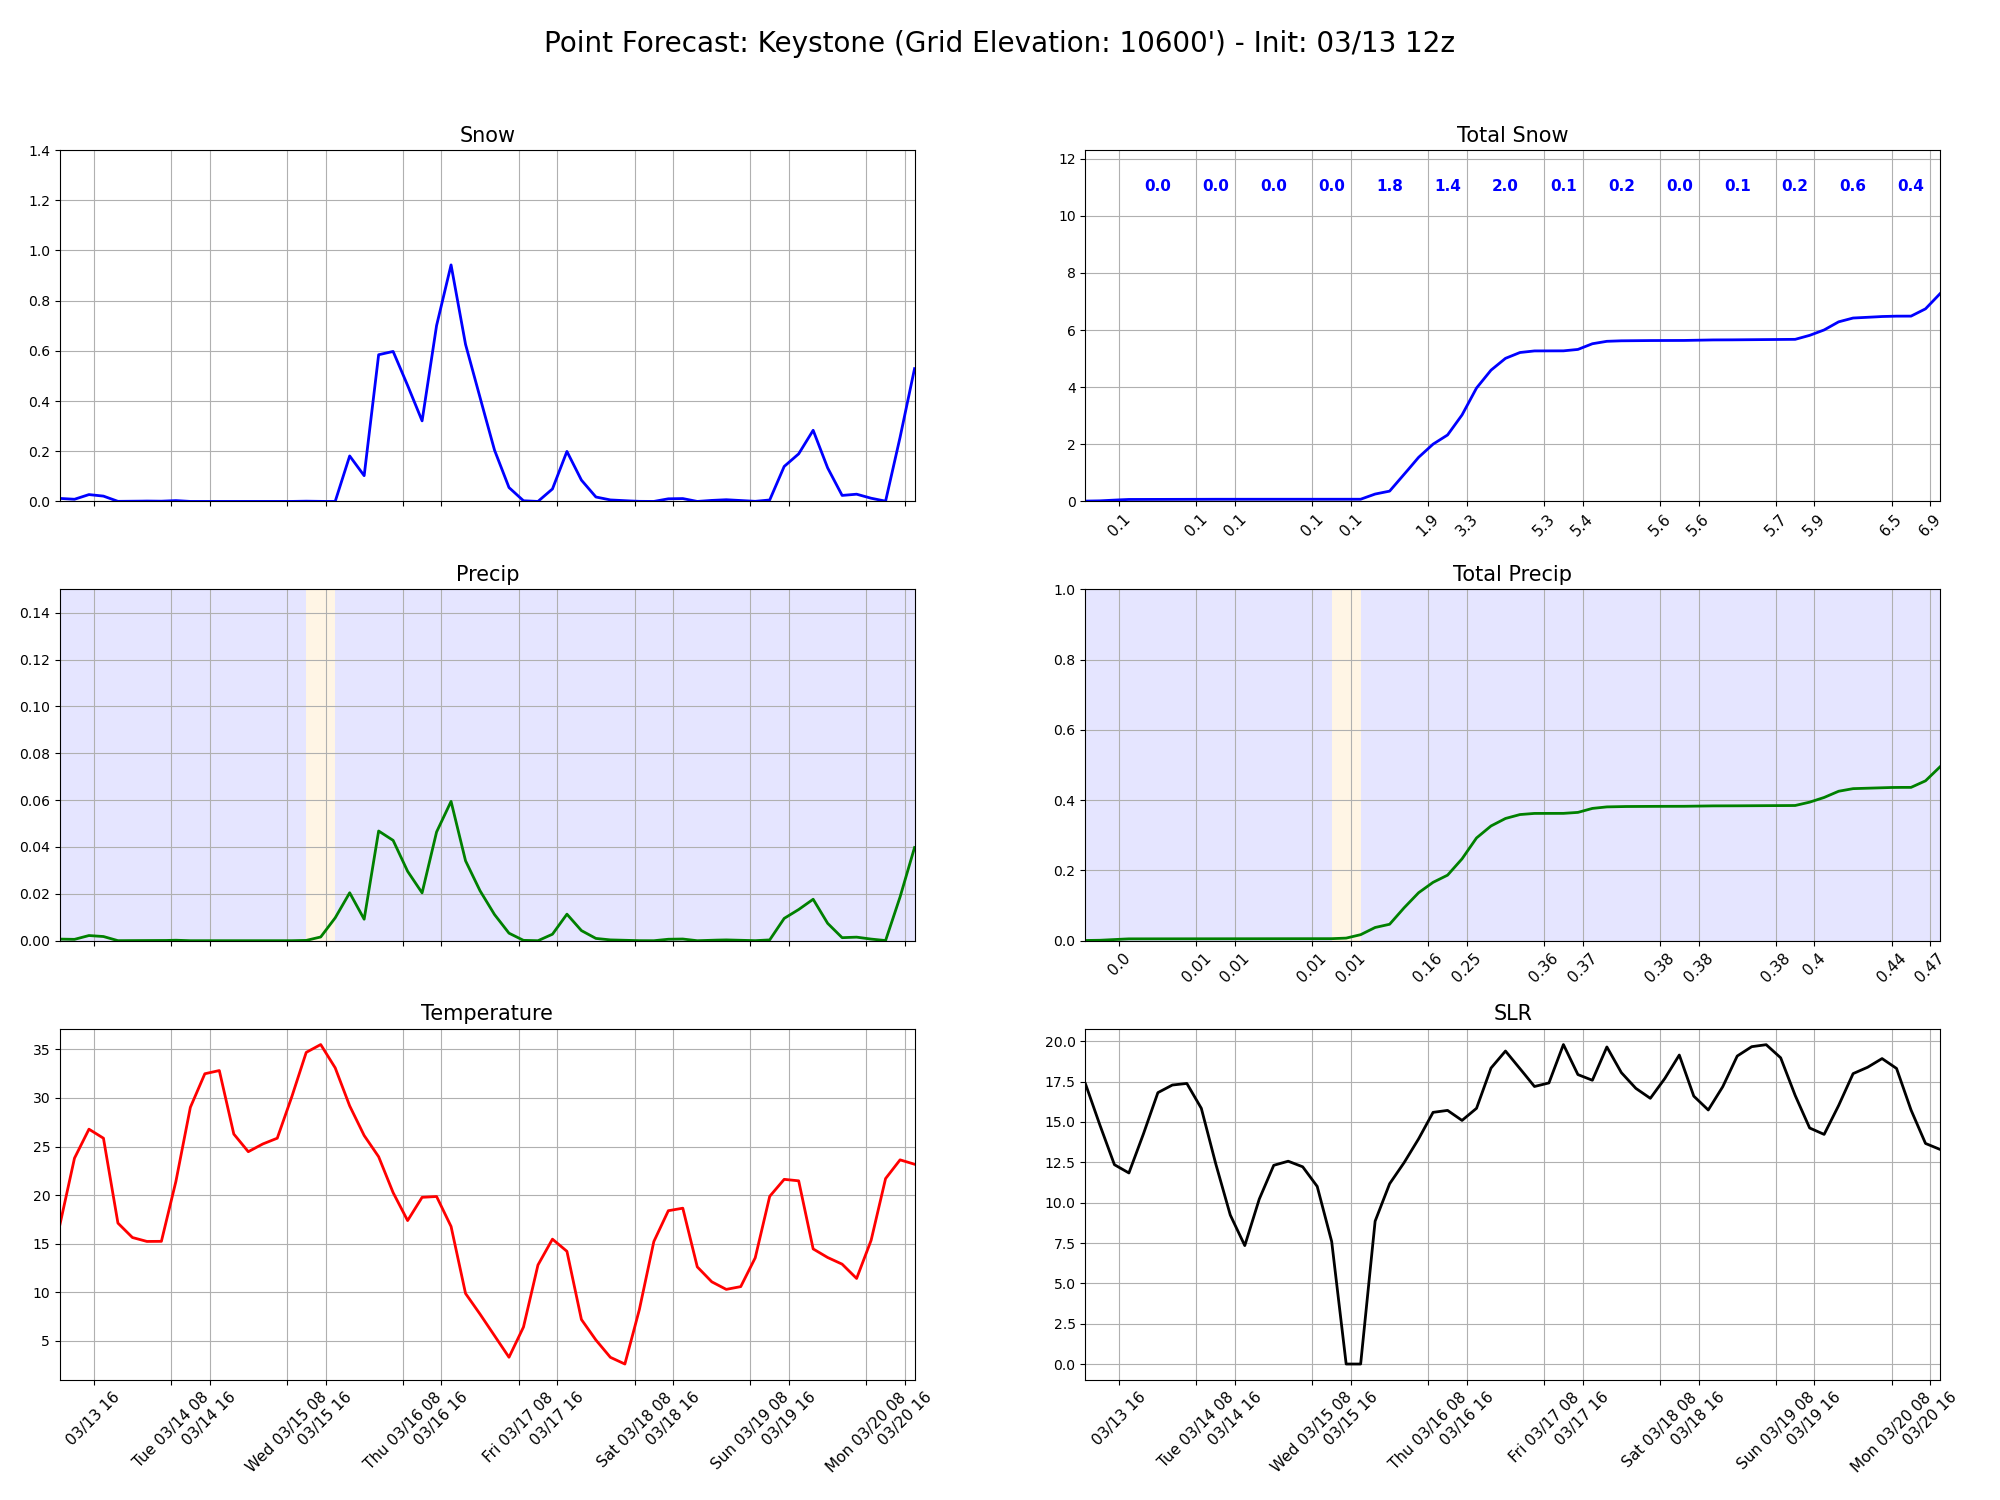 Point Forecast: Keystone (Grid Elevation: 10600') - Init: 03/13 12z
Snow
1.4
1.2
1.0
0.8
0.6
0.4
0.2
0.0
Total Snow
12
10
8
6
4
2
0
0.0 0.0 0.0 0.0 1.8 1.4 2.0 0.1 0.2 0.0 0.1 0.2 0.6 0.4
0.1 0.1 0.1 0.1 0.1 1.9 3.3 5.3 5.4 5.6 5.6 5.7 5.9 6.5 6.9
Precip
0.14
0.12
0.10
0.08
0.06
0.04
0.02
0.00
Total Precip
1.0
0.8
0.6
0.4
0.2
0.0
0.0 0.01 0.01 0.01 0.01 0.16 0.25 0.36 0.37 0.38 0.38 0.38 0.4 0.44 0.47
Temperature
35
30
25
20
15
10
5
03/13 16
Tue 03/14 08
03/14 16
Wed 03/15 08
03/15 16
Thu 03/16 08
03/16 16
Fri 03/17 08
03/17 16
Sat 03/18 08
03/18 16
Sun 03/19 08
03/19 16
Mon 03/20 08
03/20 16
SLR
20.0
17.5
15.0
12.5
10.0
7.5
5.0
2.5
0.0
03/13 16
Tue 03/14 08
03/14 16
Wed 03/15 08
03/15 16
Thu 03/16 08
03/16 16
Fri 03/17 08
03/17 16
Sat 03/18 08
03/18 16
Sun 03/19 08
03/19 16
Mon 03/20 08
03/20 16